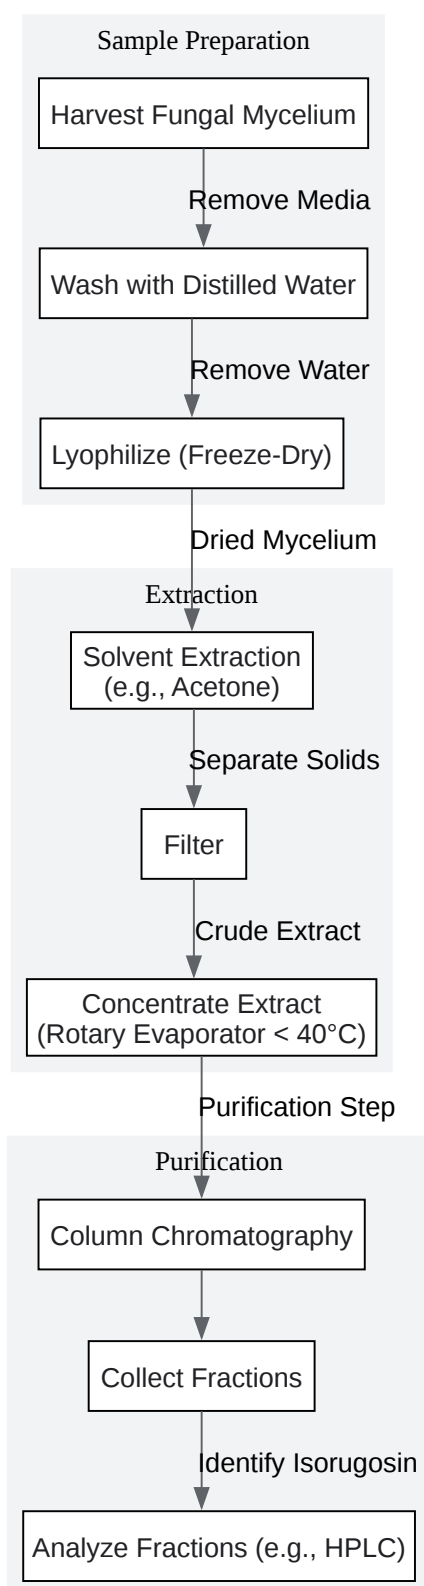 Sample Preparation
Harvest Fungal Mycelium
Remove Media
Wash with Distilled Water
Remove Water
Lyophilize (Freeze-Dry)
Dried Mycelium
Extraction
Solvent Extraction
(e.g., Acetone)
Separate Solids
Filter
Crude Extract
Concentrate Extract
(Rotary Evaporator < 40°C)
Purification Step
Purification
Column Chromatography
Collect Fractions
Identify Isorugosin
Analyze Fractions (e.g., HPLC)